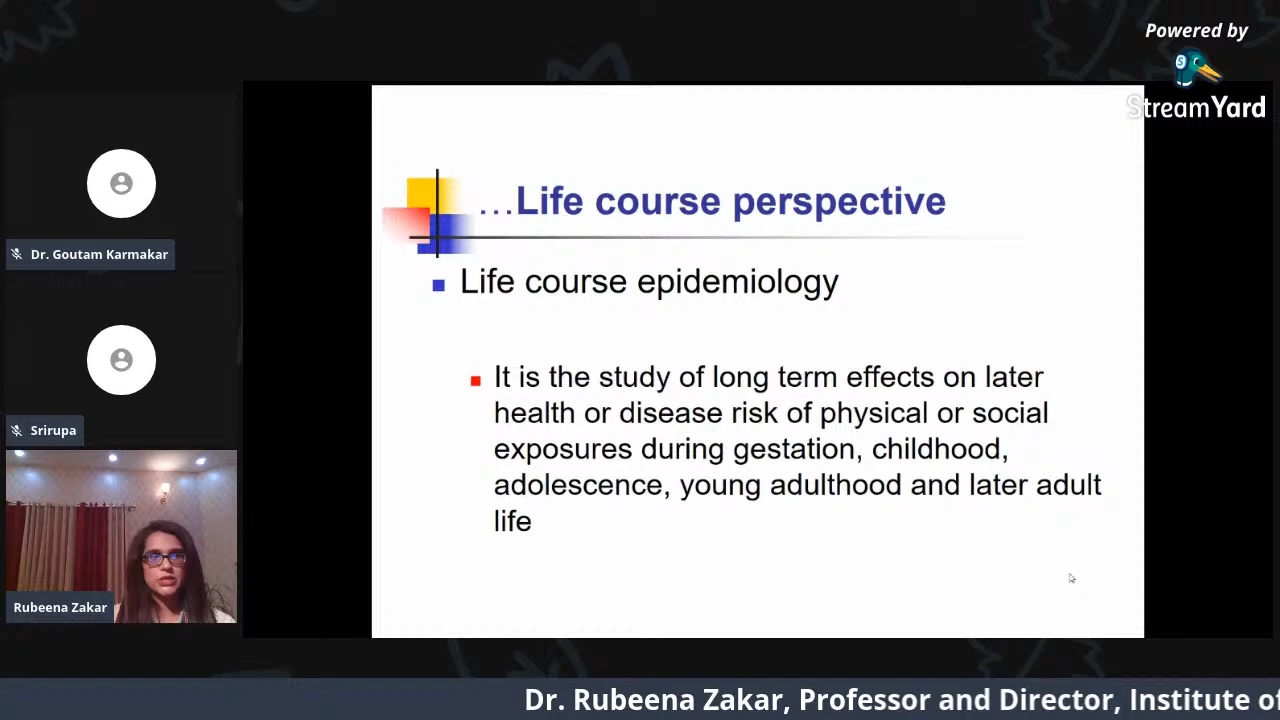 Powered by
StreamYard
Dr. Goutam Karmakar
Srirupa
Rubeena Zakar
...Life course perspective
Life course epidemiology
It is the study of long term effects on later
health or disease risk of physical or social
exposures during gestation, childhood,
adolescence, young adulthood and later adult
life
Dr. Rubeena Zakar, Professor and Director, Institute of